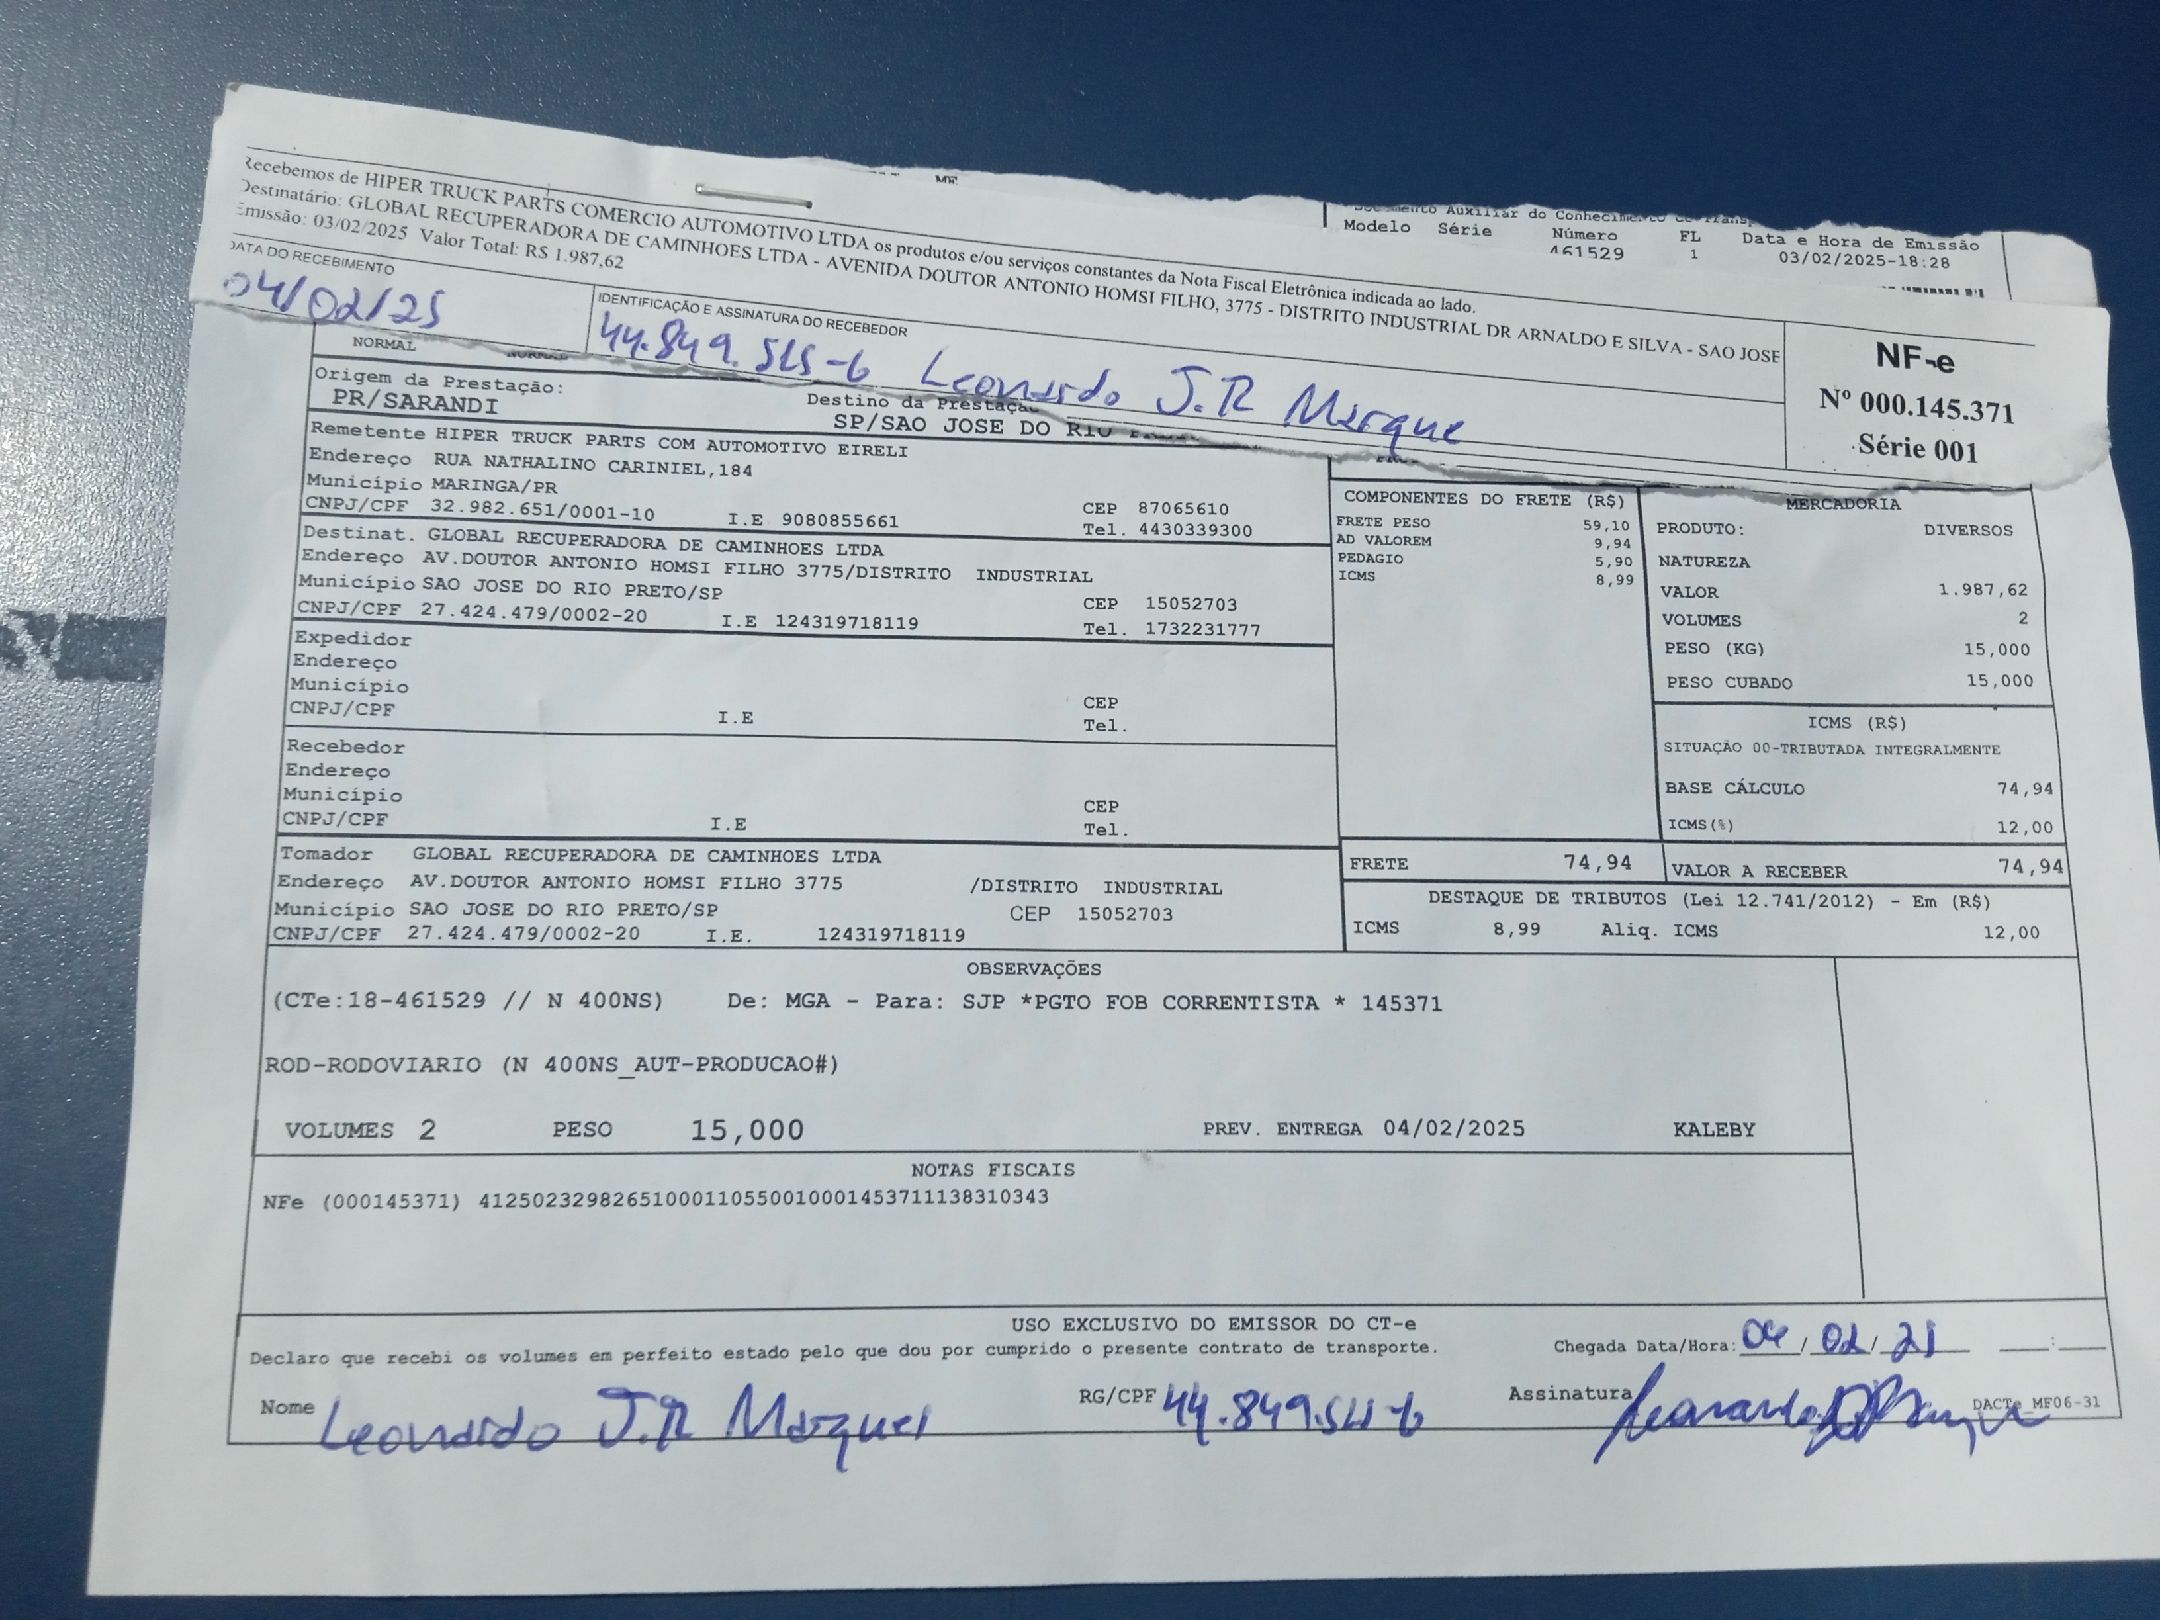 Recebemos de HIPER TRUCK PARTS COMERCIO AUTOMOTIVO LTDA os produtos e/ou serviços constantes da Nota Fiscal Eletrônica indicada ao lado.
Destinatário: GLOBAL RECUPERADORA DE CAMINHOES LTDA - AVENIDA DOUTOR ANTONIO HOMSI FILHO, 3775 - DISTRITO INDUSTRIAL DR ARNALDO E SILVA - SAO JOSE
Emissão: 03/02/2025 Valor Total: R$ 1.987,62
DATA DO RECEBIMENTO
04/02/25
IDENTIFICAÇÃO E ASSINATURA DO RECEBEDOR
Leonardo J.R Marque
NF-e
Nº 000.145.371
Série 001
Documento Auxiliar do Conhecimento de
Modelo Série Número FL Data e Hora de Emissão
461529 1 03/02/2025-18:28
NORMAL
Origem da Prestação: Destino da Prestação
PR/SARANDI SP/SAO JOSE DO RIO
Remetente HIPER TRUCK PARTS COM AUTOMOTIVO EIRELI
Endereço RUA NATHALINO CARINIEL,184
Município MARINGA/PR CEP 87065610
CNPJ/CPF 32.982.651/0001-10 I.E 9080855661 Tel. 4430339300
Destinat. GLOBAL RECUPERADORA DE CAMINHOES LTDA
Endereço AV.DOUTOR ANTONIO HOMSI FILHO 3775/DISTRITO INDUSTRIAL
Município SAO JOSE DO RIO PRETO/SP CEP 15052703
CNPJ/CPF 27.424.479/0002-20 I.E 124319718119 Tel. 1732231777
Expedidor
Endereço
Município CEP
CNPJ/CPF I.E Tel.
Recebedor
Endereço
Município CEP
CNPJ/CPF I.E Tel.
Tomador GLOBAL RECUPERADORA DE CAMINHOES LTDA
Endereço AV.DOUTOR ANTONIO HOMSI FILHO 3775 /DISTRITO INDUSTRIAL
Município SAO JOSE DO RIO PRETO/SP CEP 15052703
CNPJ/CPF 27.424.479/0002-20 I.E. 124319718119
COMPONENTES DO FRETE (R$)
FRETE PESO 59,10
AD VALOREM 9,94
PEDAGIO 5,90
ICMS 8,99
MERCADORIA
PRODUTO: DIVERSOS
NATUREZA
VALOR 1.987,62
VOLUMES 2
PESO (KG) 15,000
PESO CUBADO 15,000
ICMS (R$)
SITUAÇÃO 00-TRIBUTADA INTEGRALMENTE
BASE CÁLCULO 74,94
ICMS(%) 12,00
FRETE 74,94 VALOR A RECEBER 74,94
DESTAQUE DE TRIBUTOS (Lei 12.741/2012) - Em (R$)
ICMS 8,99 Aliq. ICMS 12,00
OBSERVAÇÕES
(CTe:18-461529 // N 400NS) De: MGA - Para: SJP *PGTO FOB CORRENTISTA * 145371
ROD-RODOVIARIO (N 400NS_AUT-PRODUCAO#)
VOLUMES 2 PESO 15,000 PREV. ENTREGA 04/02/2025 KALEBY
NOTAS FISCAIS
NFe (000145371) 41250232982651000110550010001453711138310343
USO EXCLUSIVO DO EMISSOR DO CT-e
Declaro que recebi os volumes em perfeito estado pelo que dou por cumprido o presente contrato de transporte. Chegada Data/Hora: 04/02/ :
Nome Leonardo J.R Marques RG/CPF Assinatura DACTe MF06-31